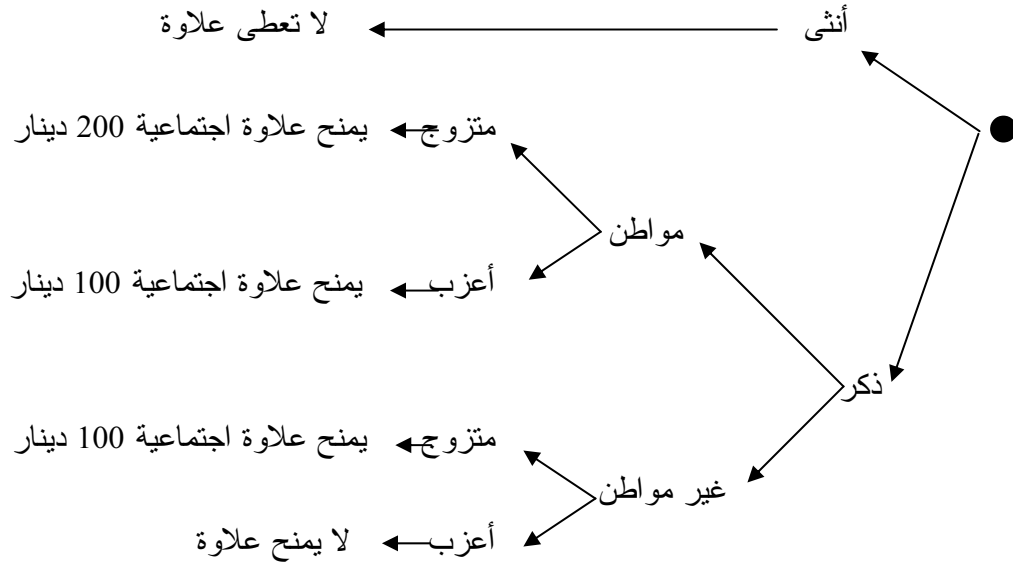 أنثى لا تعطى علاوة
متزوج يمنح علاوة اجتماعية 200 دينار
مواطن
أعزب يمنح علاوة اجتماعية 100 دينار
ذكر
متزوج يمنح علاوة اجتماعية 100 دينار
غير مواطن
أعزب لا يمنح علاوة